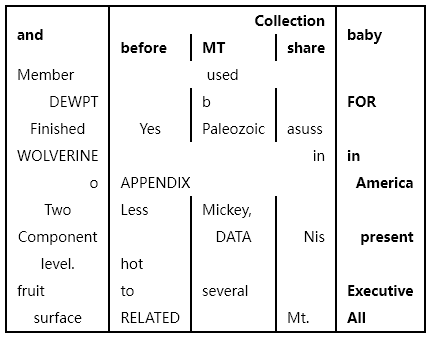 and Collection baby
before MT share
Member used
DEWPT b FOR
Finished Yes Paleozoic asuss
WOLVERINE in in
o APPENDIX America
Two Less Mickey,
Component DATA Nis present
level. hot
fruit to several Executive
surface RELATED Mt. All